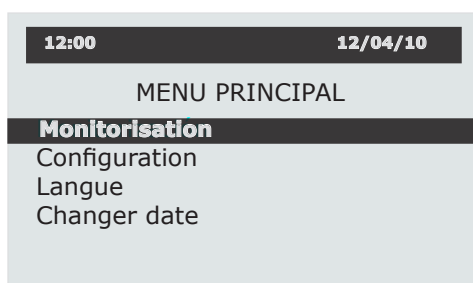 12:00 12/04/10
MENU PRINCIPAL
Monitorisation
Configuration
Langue
Changer date